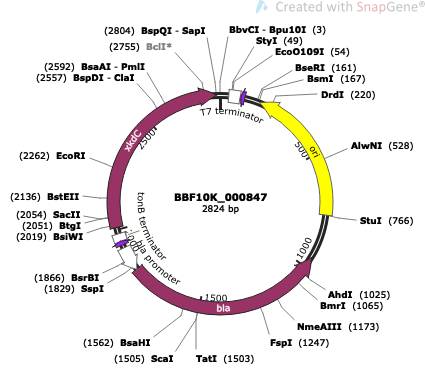 Created with SnapGene®
(2804) BspQI - SapI
BbvCI - Bpu10I (3)
(2755) BclI*
StyI (49)
EcoO109I (54)
(2592) BsaAI - PmlI
BseRI (161)
(2557) BspDI - ClaI
BsmI (167)
DrdI (220)
T7 terminator
xkdC
2500
ori
500
AlwNI (528)
(2262) EcoRI
(2136) BstEII
BBF10K_000847
2824 bp
(2054) SacII
(2051) BtgI
(2019) BsiWI
StuI (766)
tonB terminator
bla promoter
1000
(1866) BsrBI
(1829) SspI
AhdI (1025)
BmrI (1065)
1500
bla
NmeAIII (1173)
(1562) BsaHI
FspI (1247)
(1505) ScaI
TatI (1503)